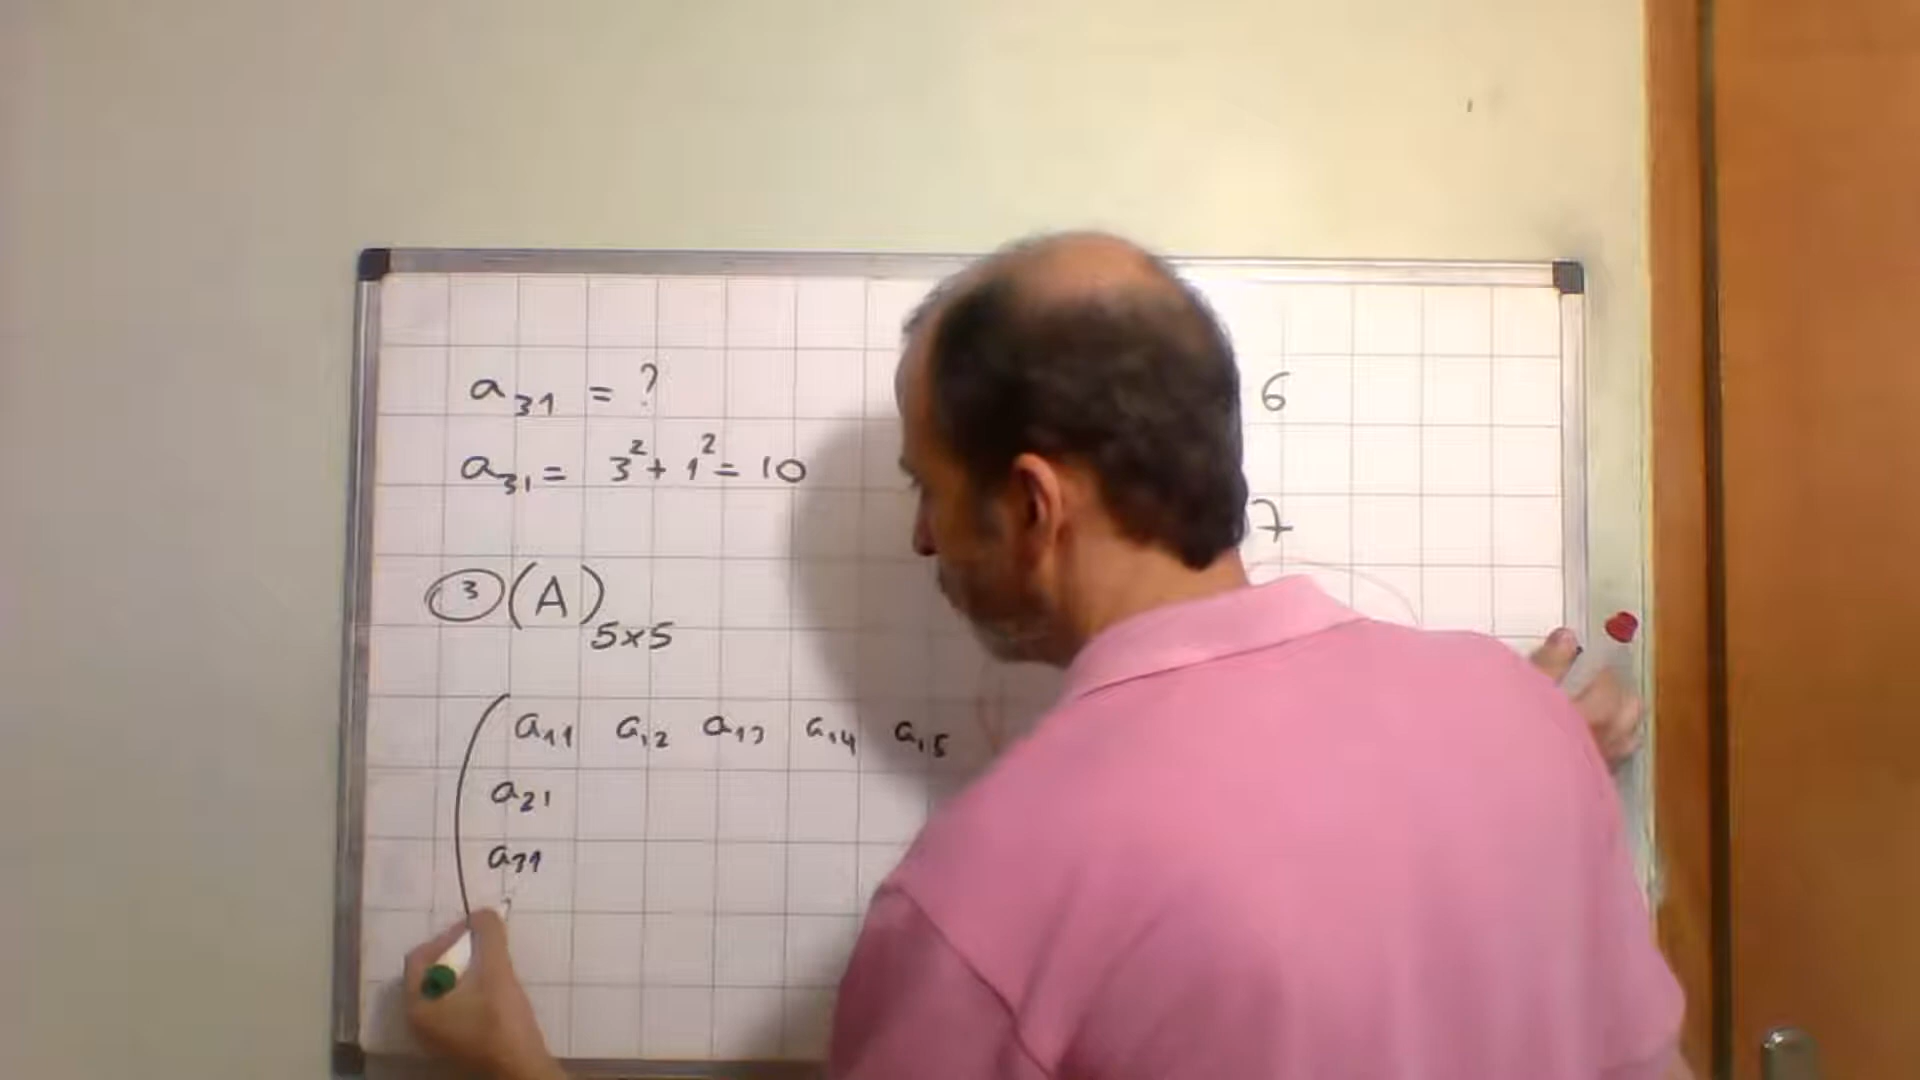 a₃₁ = ?
a₃₁ = 3² + 1² = 10
6
7
③ (A)₅ₓ₅
a₁₁ a₁₂ a₁₃ a₁₄ a₁₅
a₂₁
a₃₁